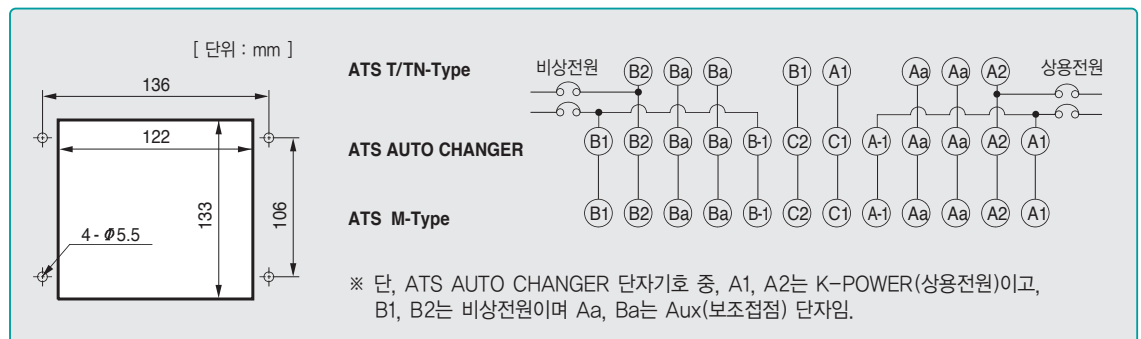 [ 단위 : mm ]
136
122
133
106
4 - Φ5.5
ATS T/TN-Type
비상전원
B2 Ba Ba B1 A1 Aa Aa A2
상용전원
ATS AUTO CHANGER
B1 B2 Ba Ba B-1 C2 C1 A-1 Aa Aa A2 A1
ATS M-Type
B1 B2 Ba Ba B-1 C2 C1 A-1 Aa Aa A2 A1
※ 단, ATS AUTO CHANGER 단자기호 중, A1, A2는 K-POWER(상용전원)이고,
B1, B2는 비상전원이며 Aa, Ba는 Aux(보조접점) 단자임.